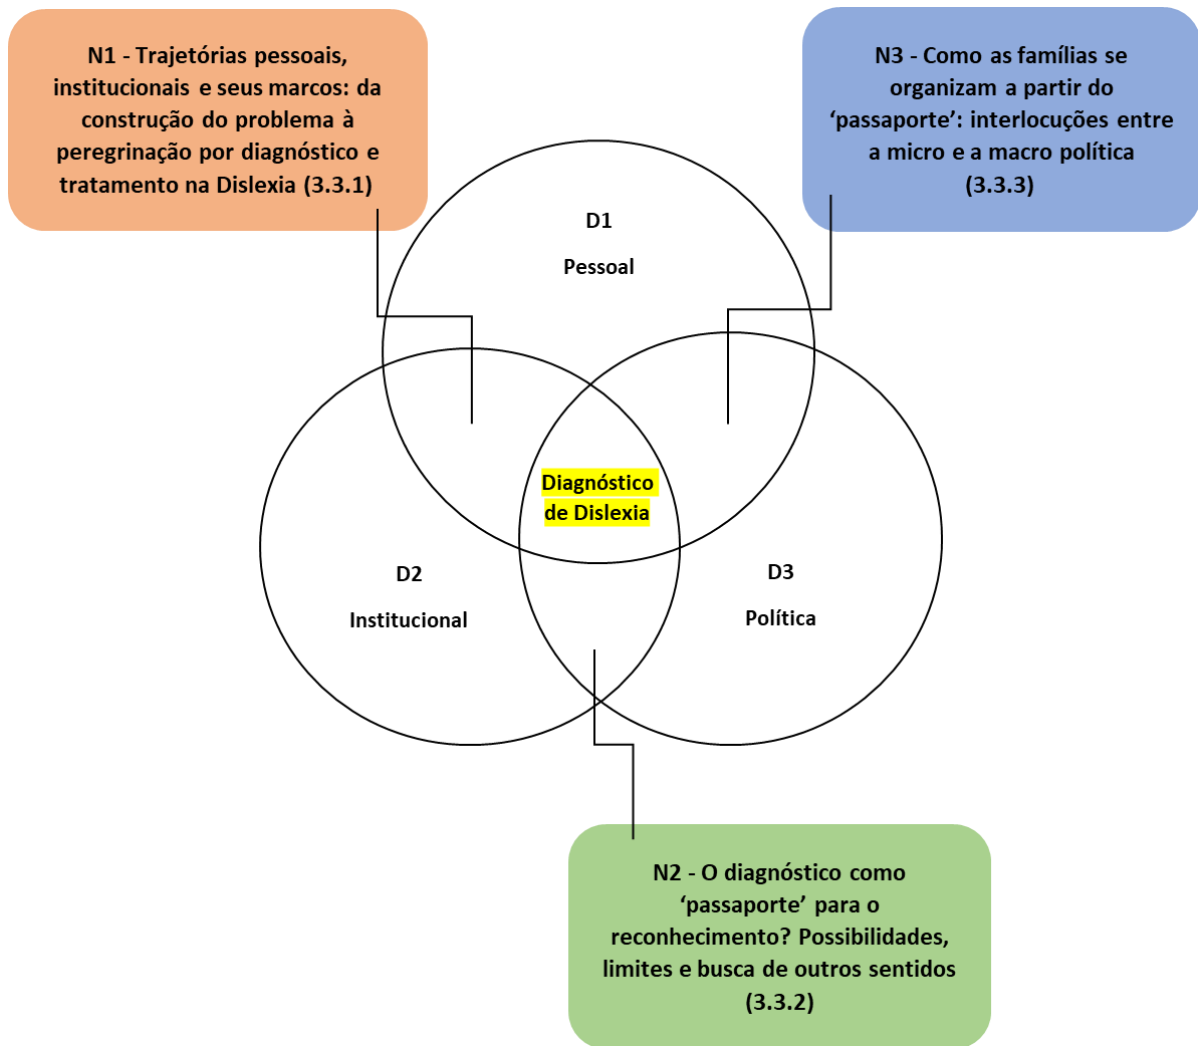 N1 - Trajetórias pessoais,
institucionais e seus marcos: da
construção do problema à
peregrinação por diagnóstico e
tratamento na Dislexia (3.3.1)
N3 - Como as famílias se
organizam a partir do
‘passaporte’: interlocuções entre
a micro e a macro política
(3.3.3)
D1
Pessoal
Diagnóstico
de Dislexia
D2
Institucional
D3
Política
N2 - O diagnóstico como
‘passaporte’ para o
reconhecimento? Possibilidades,
limites e busca de outros sentidos
(3.3.2)